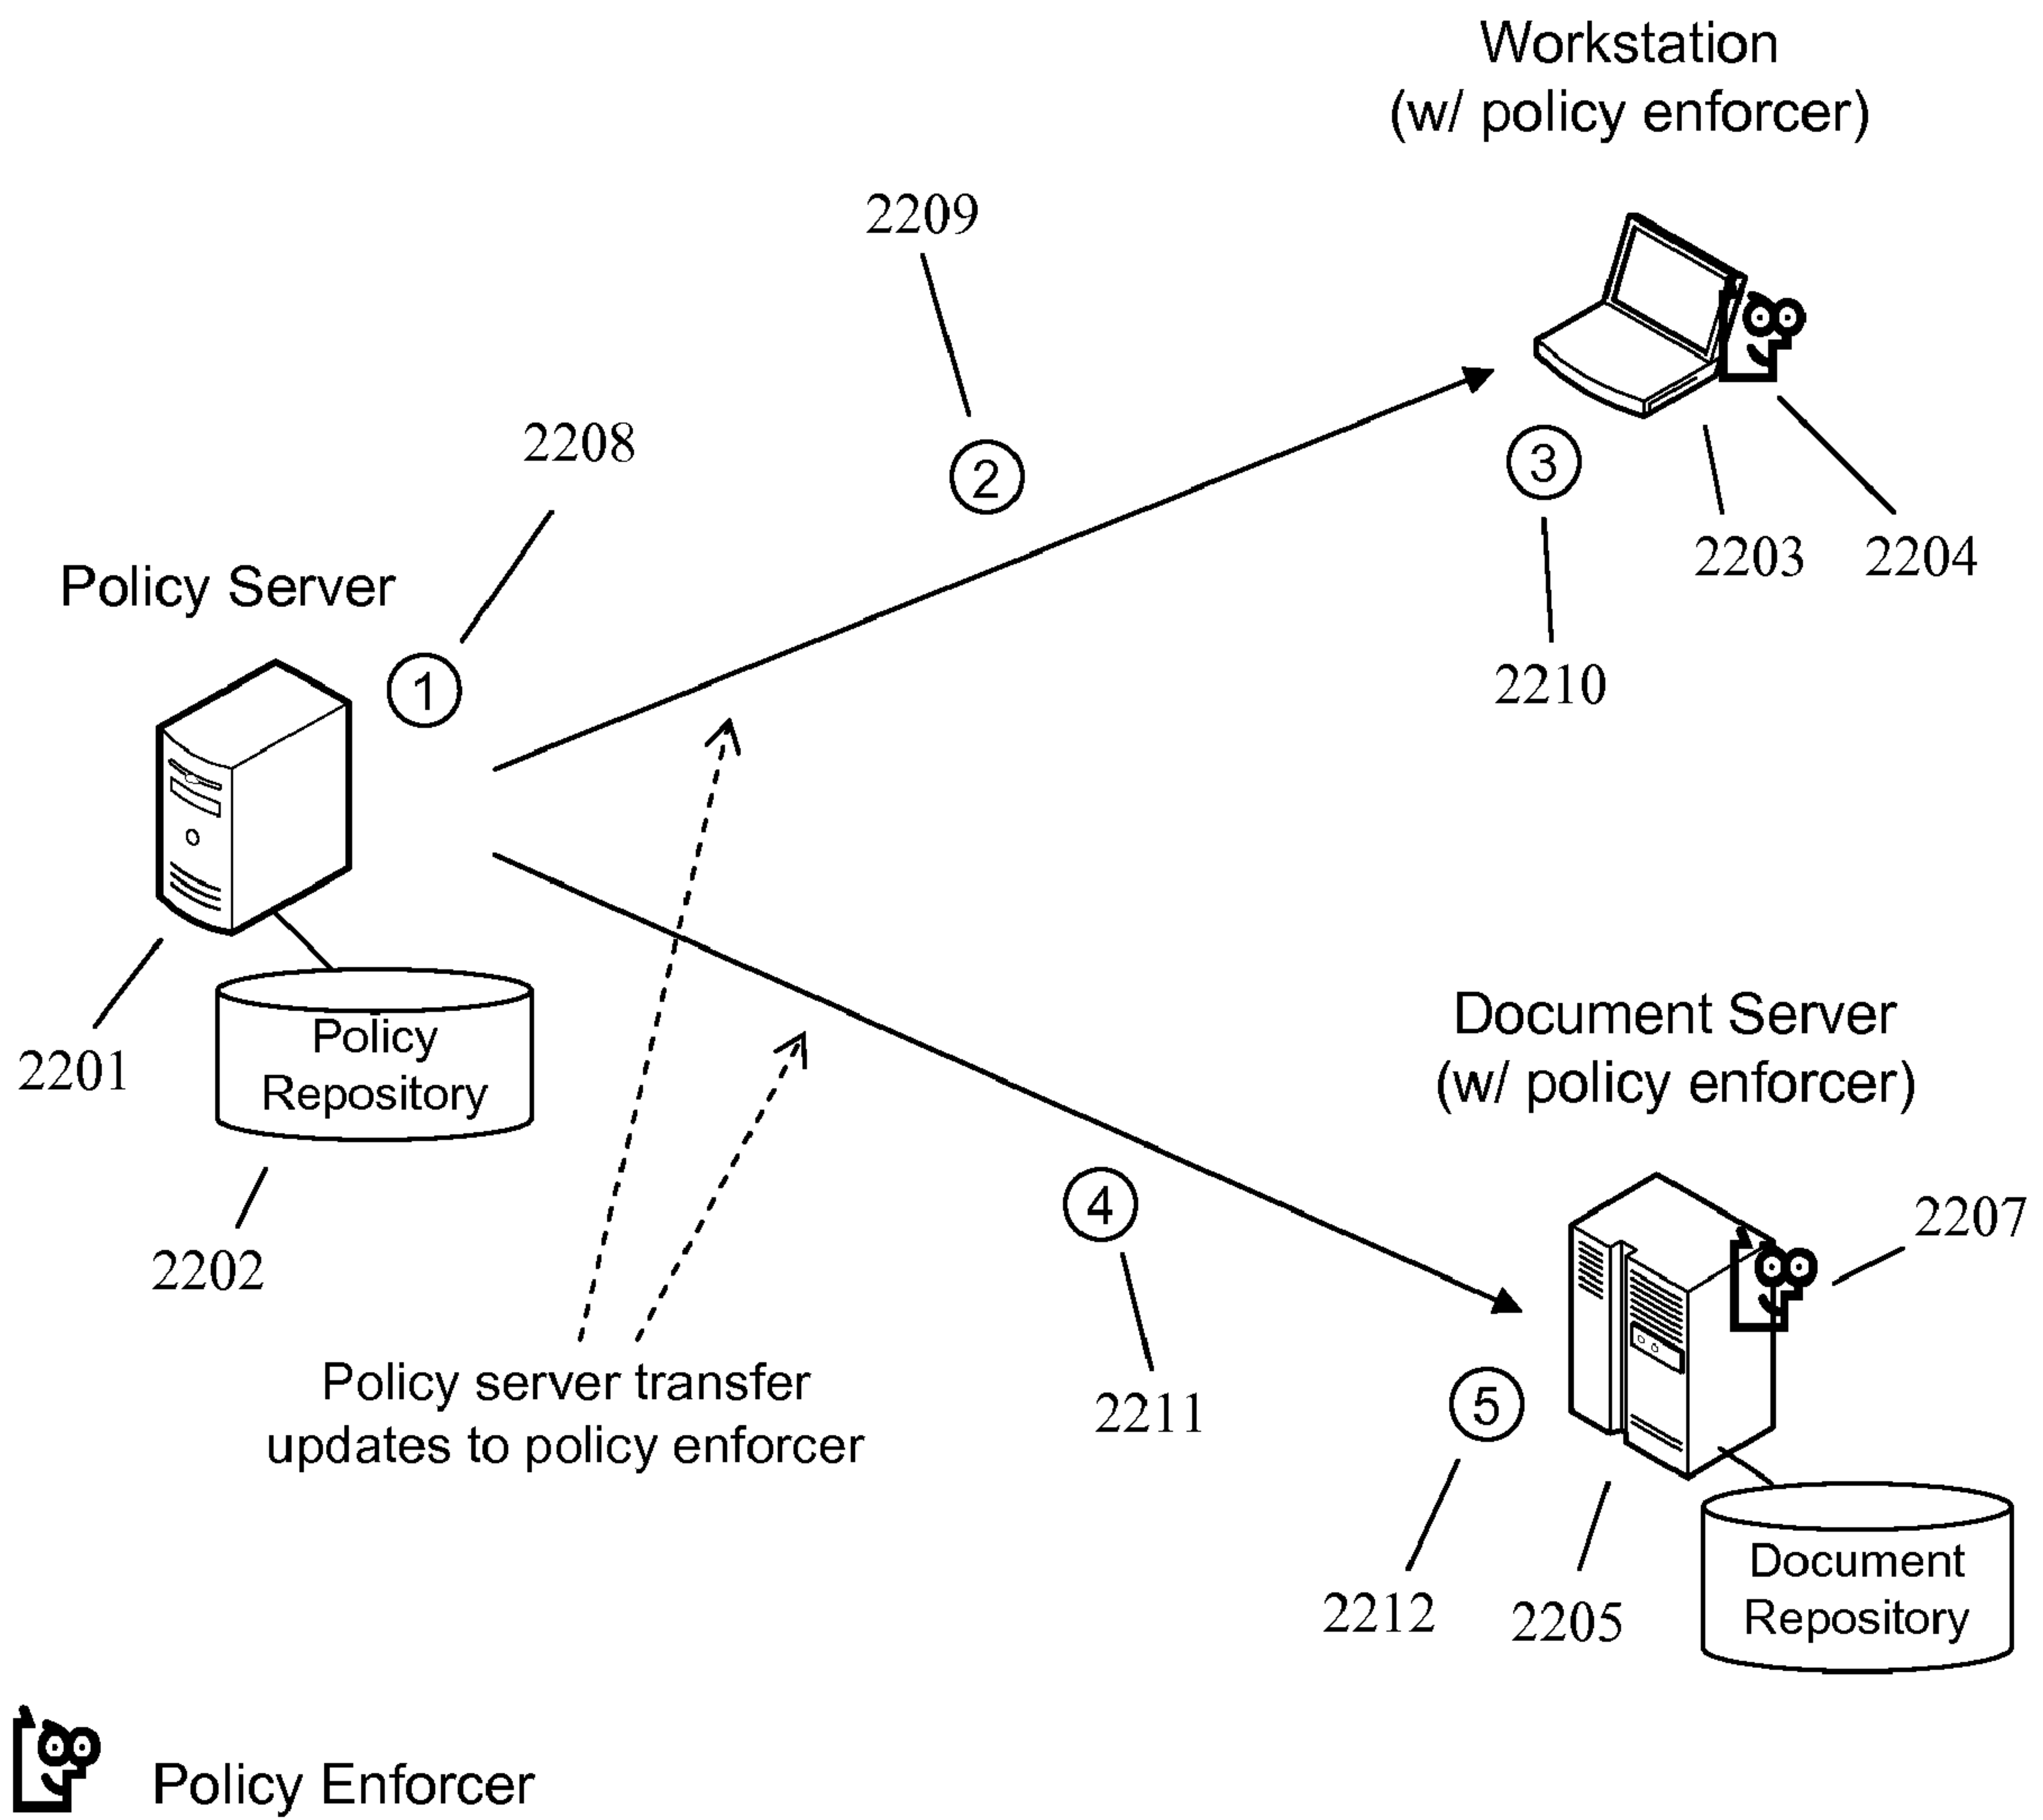 Workstation
(w/ policy enforcer)
2209
2208
2
3
2203
2204
Policy Server
1
2210
Document Server
(w/ policy enforcer)
2201
Policy
Repository
4
2207
2202
Policy server transfer
updates to policy enforcer
2211
5
2212
2205
Document
Repository
Policy Enforcer